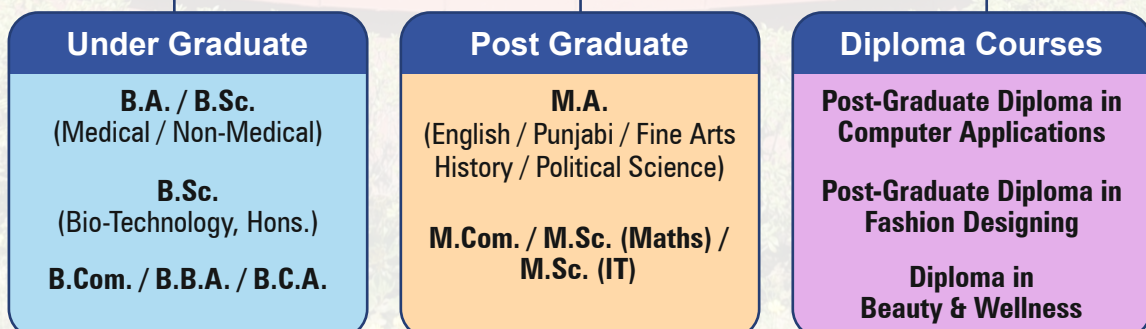 Under Graduate
B.A. / B.Sc.
(Medical / Non-Medical)
B.Sc.
(Bio-Technology, Hons.)
B.Com. / B.B.A. / B.C.A.
Post Graduate
M.A.
(English / Punjabi / Fine Arts
History / Political Science)
M.Com. / M.Sc. (Maths) /
M.Sc. (IT)
Diploma Courses
Post-Graduate Diploma in
Computer Applications
Post-Graduate Diploma in
Fashion Designing
Diploma in
Beauty & Wellness